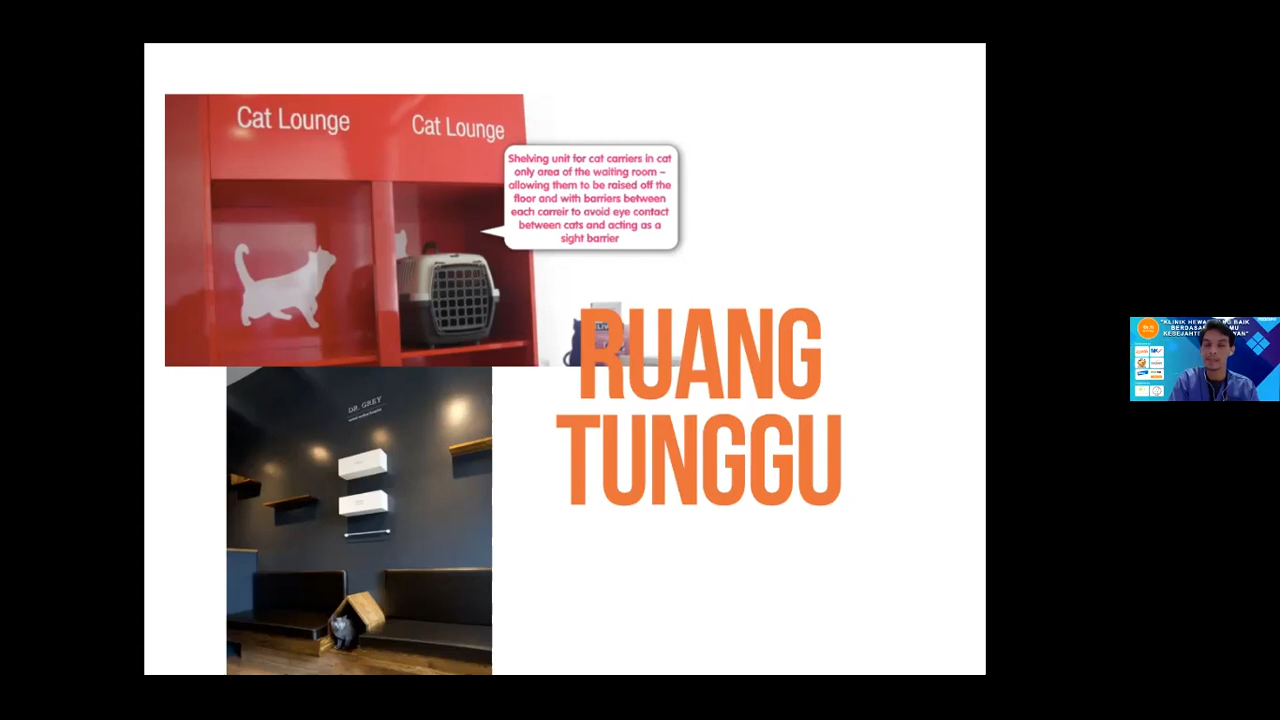 Cat Lounge
Cat Lounge
Shelving unit for cat carriers in cat
only area of the waiting room –
allowing them to be raised off the
floor and with barriers between
each carreir to avoid eye contact
between cats and acting as a
sight barrier
RUANG
TUNGGU
DR. GREY